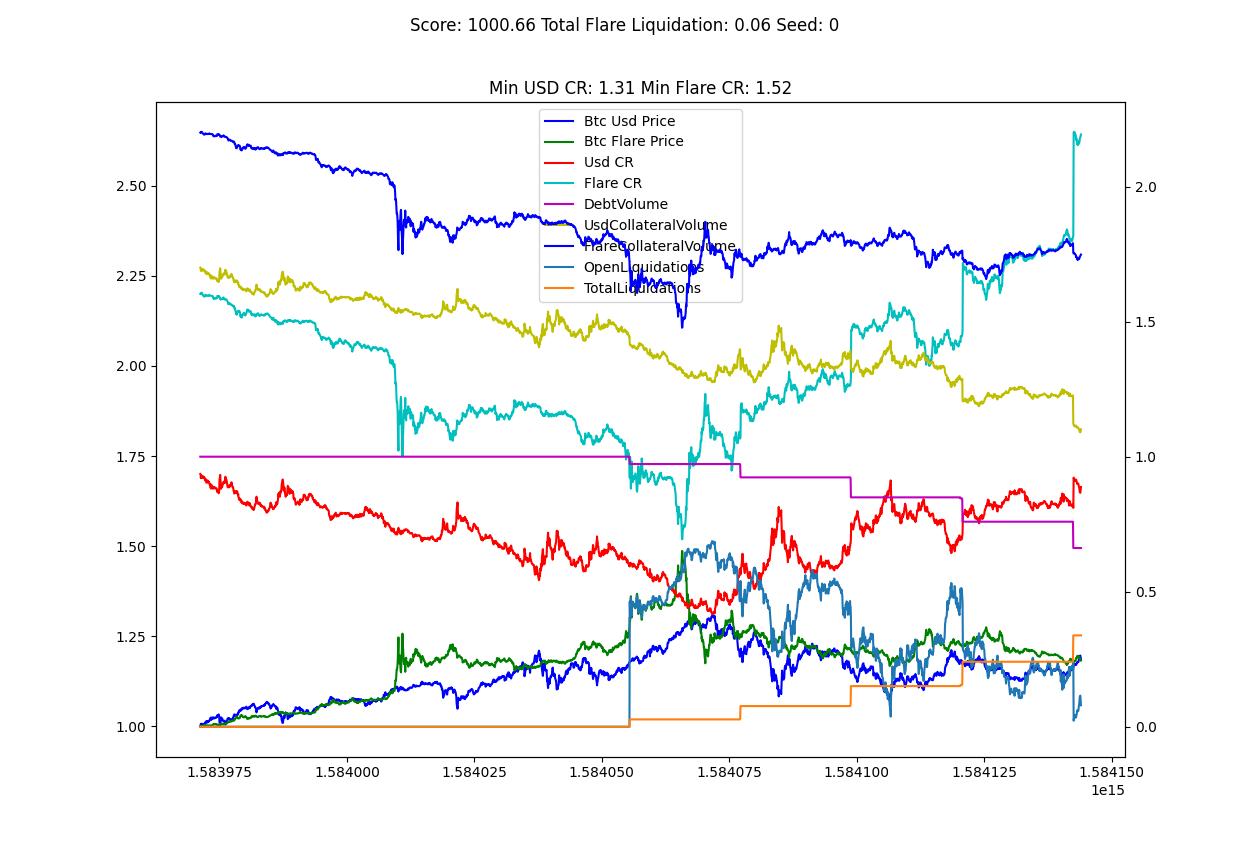 Score: 1000.66 Total Flare Liquidation: 0.06 Seed: 0
Min USD CR: 1.31 Min Flare CR: 1.52
Btc Usd Price
Btc Flare Price
Usd CR
Flare CR
DebtVolume
UsdCollateralVolume
FlareCollateralVolume
OpenLiquidations
TotalLiquidations
2.50
2.25
2.00
1.75
1.50
1.25
1.00
2.0
1.5
1.0
0.5
0.0
1.583975 1.584000 1.584025 1.584050 1.584075 1.584100 1.584125 1.584150
1e15